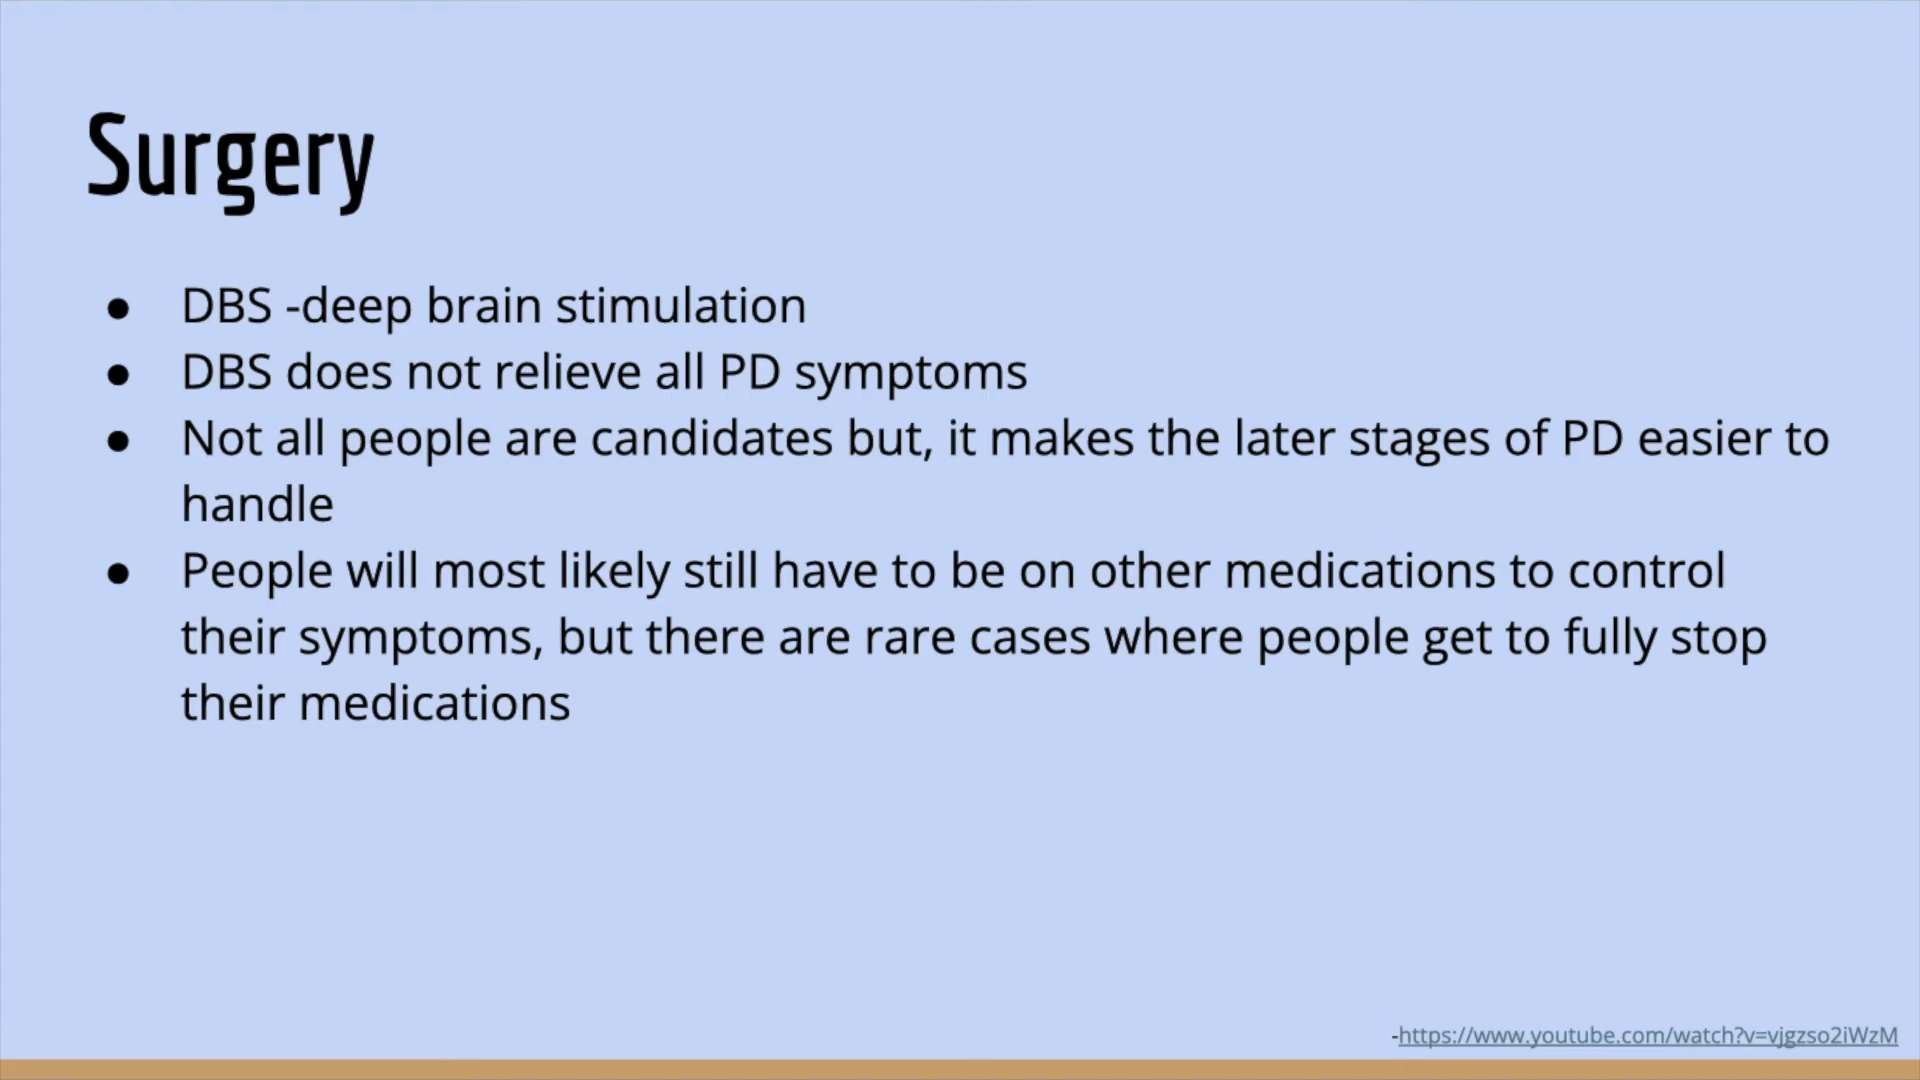 Surgery
● DBS -deep brain stimulation
● DBS does not relieve all PD symptoms
● Not all people are candidates but, it makes the later stages of PD easier to
handle
● People will most likely still have to be on other medications to control
their symptoms, but there are rare cases where people get to fully stop
their medications
-https://www.youtube.com/watch?v=vjgzso2iWzM